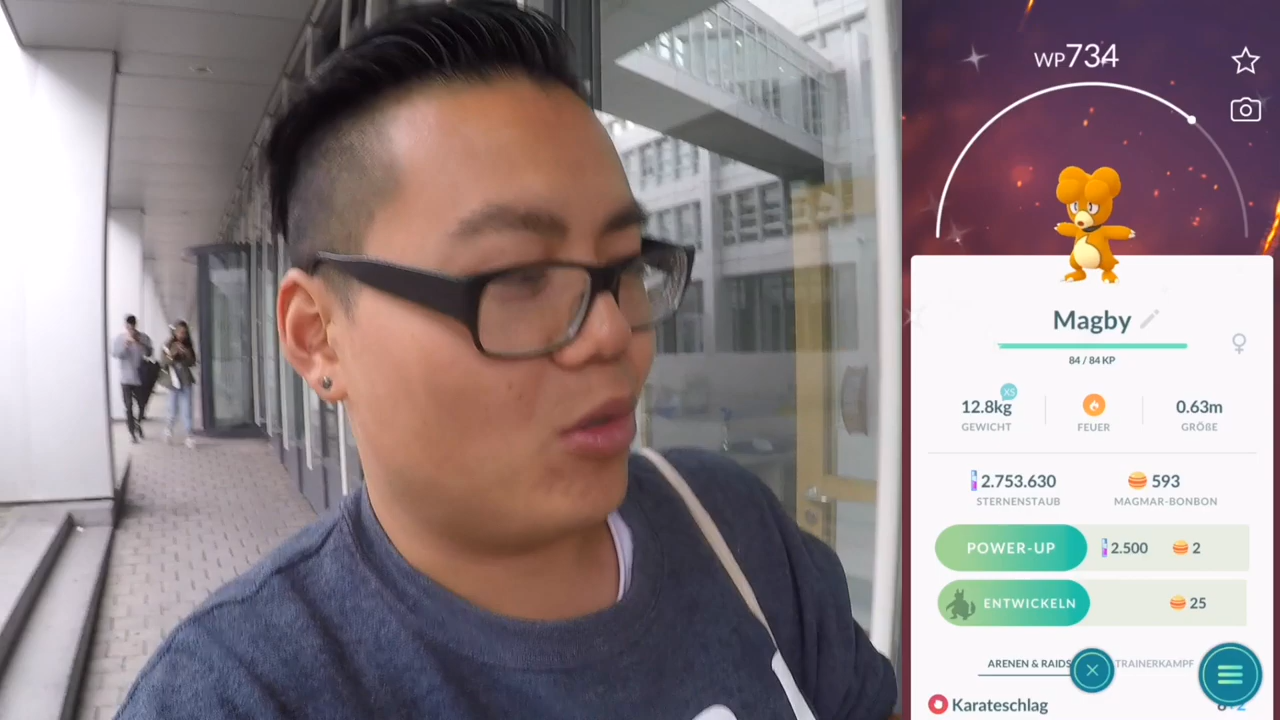 WP734
Magby
84 / 84 KP
XS
12.8kg
GEWICHT
FEUER
0.63m
GRÖßE
2.753.630
STERNENSTAUB
593
MAGMAR-BONBON
POWER-UP
2.500
2
ENTWICKELN
25
ARENEN & RAIDS
TRAINERKAMPF
Karateschlag